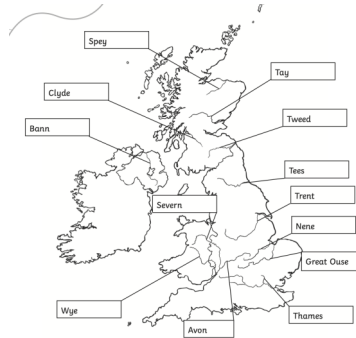 Spey
Tay
Clyde
Tweed
Bann
Tees
Trent
Severn
Nene
Great Ouse
Wye
Thames
Avon